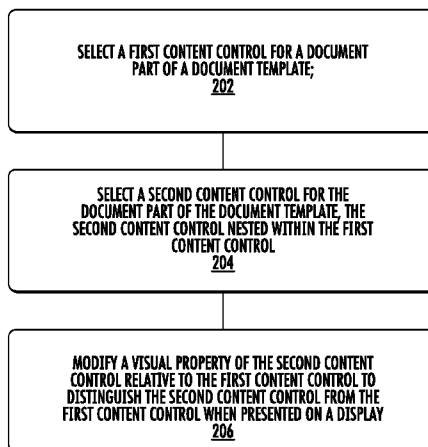 SELECT A FIRST CONTENT CONTROL FOR A DOCUMENT
PART OF A DOCUMENT TEMPLATE;
202
SELECT A SECOND CONTENT CONTROL FOR THE
DOCUMENT PART OF THE DOCUMENT TEMPLATE, THE
SECOND CONTENT CONTROL NESTED WITHIN THE FIRST
CONTENT CONTROL
204
MODIFY A VISUAL PROPERTY OF THE SECOND CONTENT
CONTROL RELATIVE TO THE FIRST CONTENT CONTROL TO
DISTINGUISH THE SECOND CONTENT CONTROL FROM THE
FIRST CONTENT CONTROL WHEN PRESENTED ON A DISPLAY
206